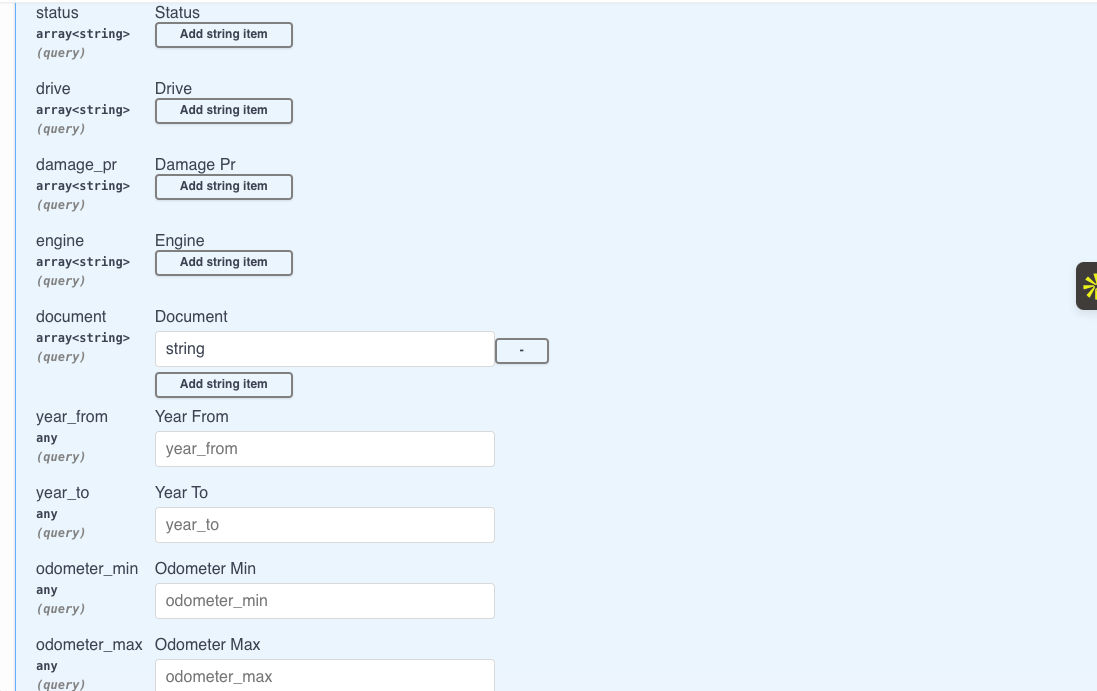 status Status
array<string> Add string item
(query)
drive Drive
array<string> Add string item
(query)
damage_pr Damage Pr
array<string> Add string item
(query)
engine Engine
array<string> Add string item
(query)
document Document
array<string> string -
(query)
Add string item
year_from Year From
any year_from
(query)
year_to Year To
any year_to
(query)
odometer_min Odometer Min
any odometer_min
(query)
odometer_max Odometer Max
any odometer_max
(query)